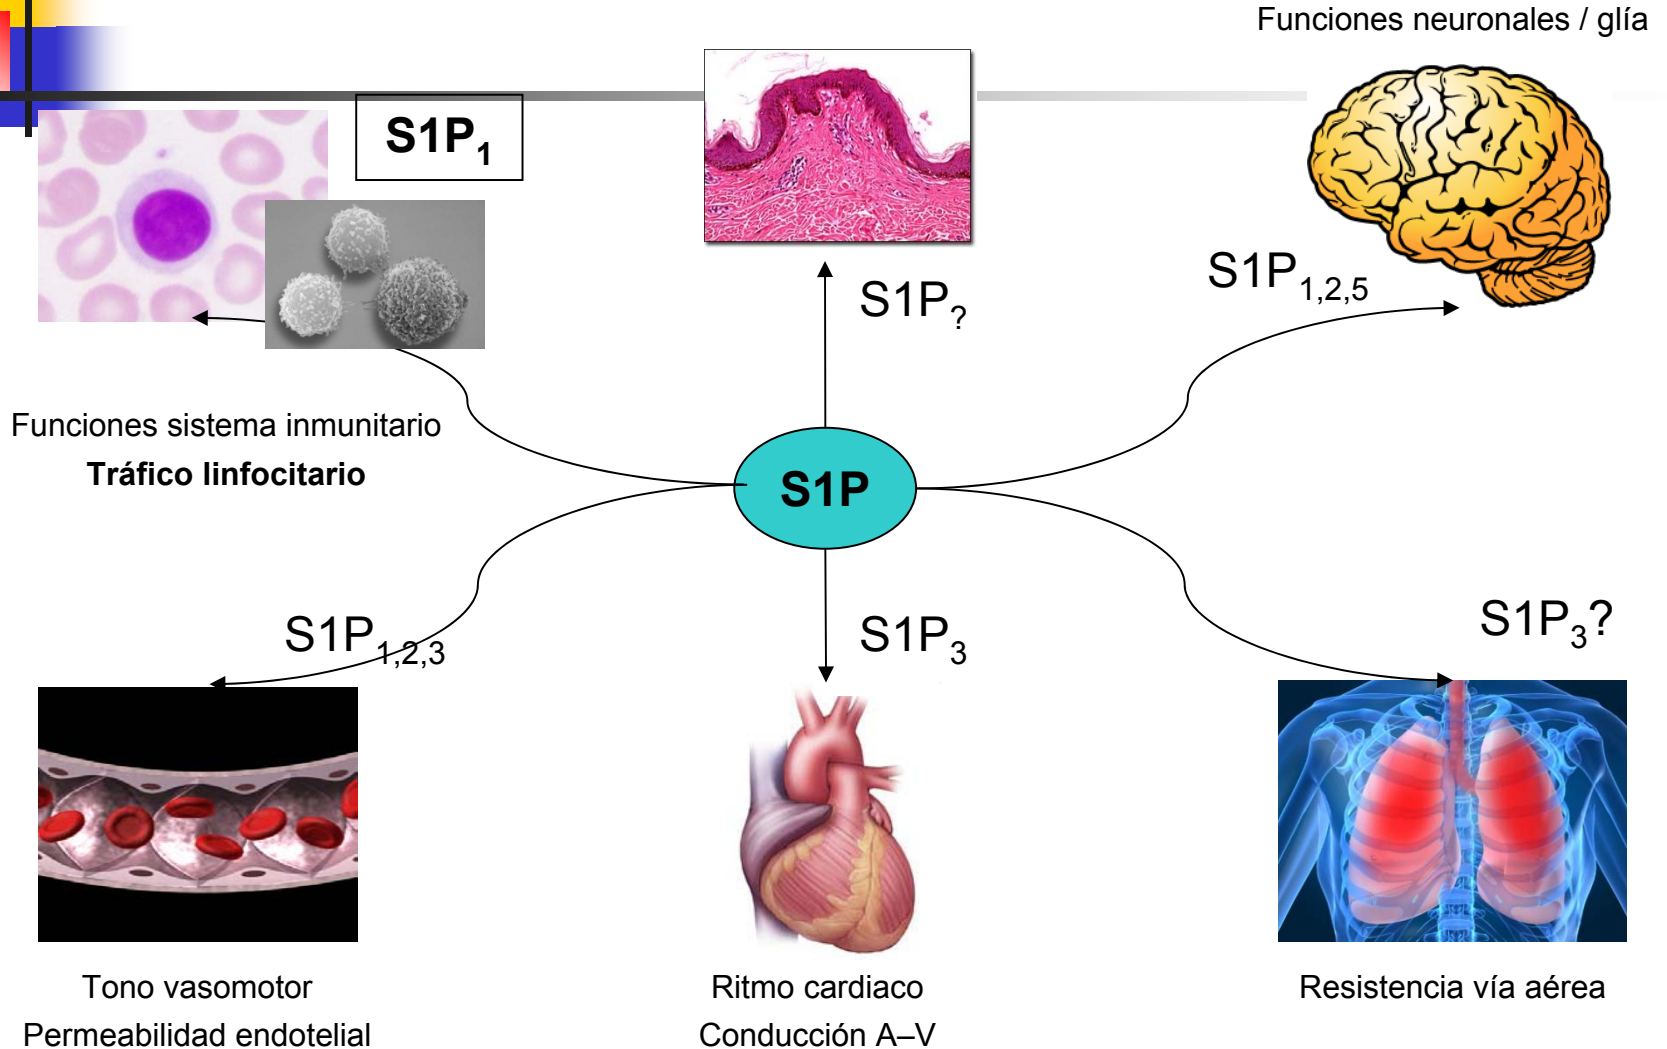 Funciones neuronales / glía
S1P1
S1P?
S1P1,2,5
Funciones sistema inmunitario
Tráfico linfocitario
S1P
S1P1,2,3
S1P3
S1P3?
Tono vasomotor
Permeabilidad endotelial
Ritmo cardiaco
Conducción A–V
Resistencia vía aérea